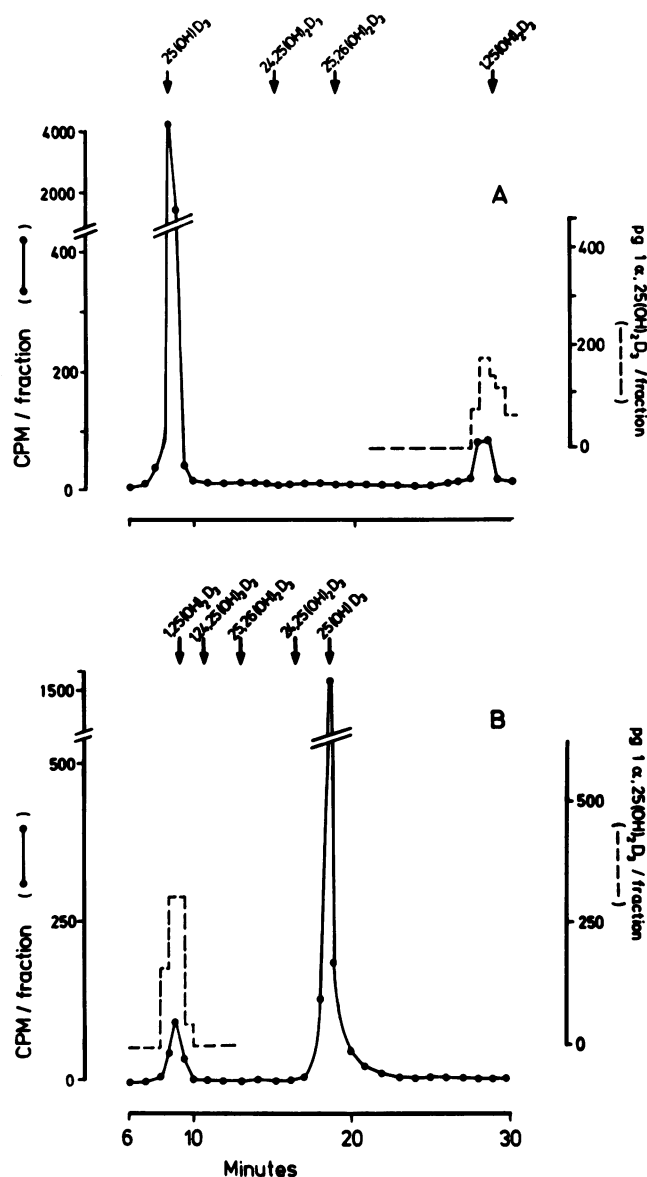 25(OH)D₃
24,25(OH)₂D₃
25,26(OH)₂D₃
1,25(OH)₂D₃
4000
2000
400
200
0
CPM / fraction ( )
A
400
200
0
pg 1 α,25(OH)₂D₃ /fraction
( )
1,25(OH)₂D₃
1,24,25(OH)₃D₃
25,26(OH)₂D₃
24,25(OH)₂D₃
25(OH)D₃
1500
500
250
0
CPM / fraction ( )
B
500
250
0
pg 1 α,25(OH)₂D₃ /fraction
( )
6
10
20
30
Minutes